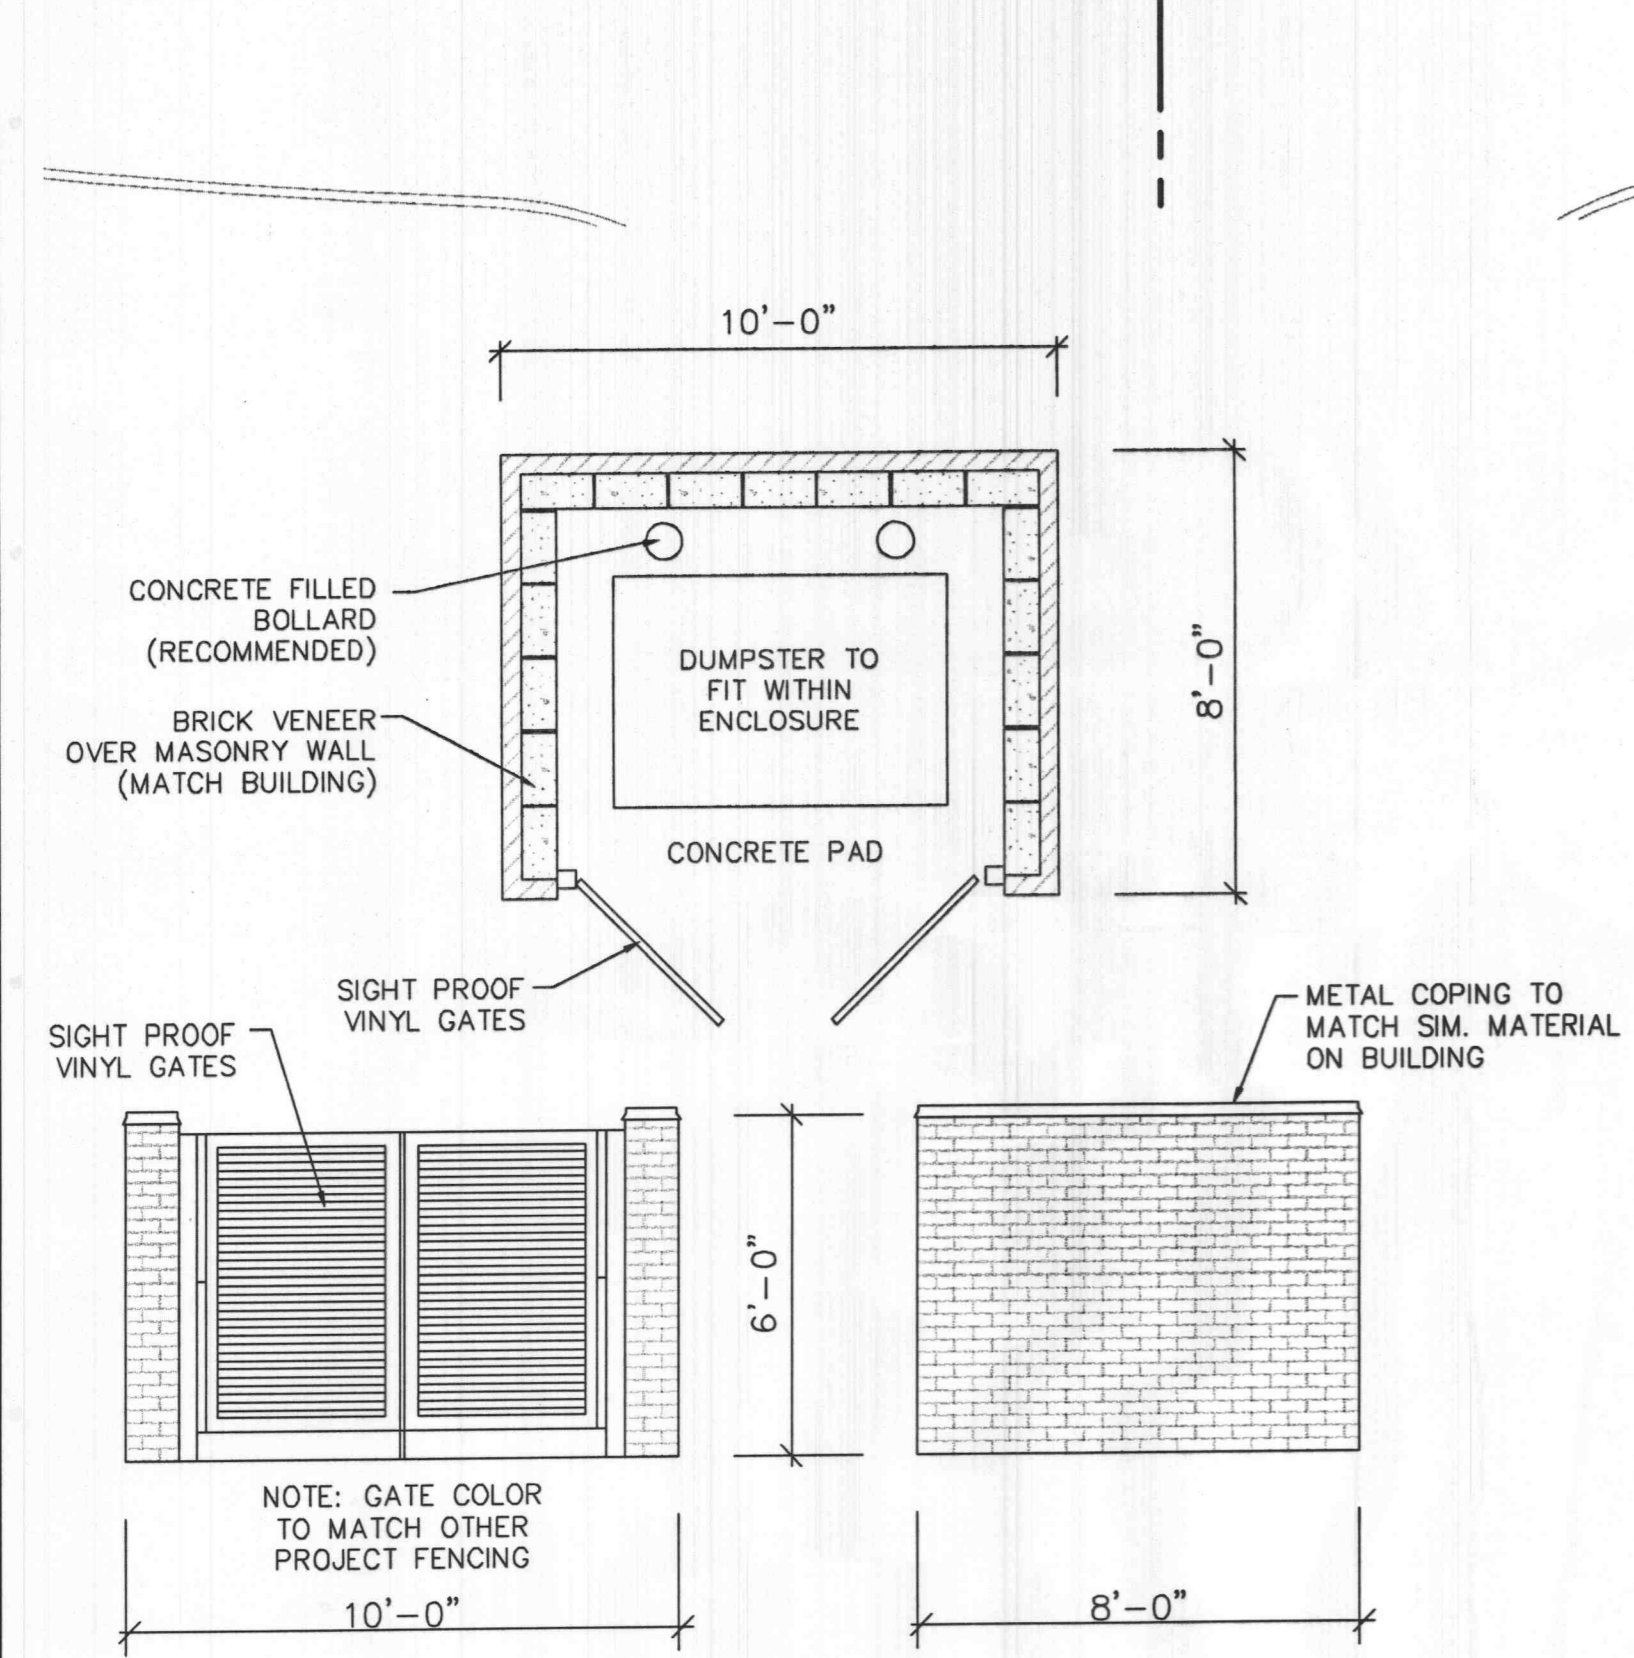 10'-0"
CONCRETE FILLED
BOLLARD
(RECOMMENDED)
DUMPSTER TO
FIT WITHIN
ENCLOSURE
8'-0"
BRICK VENEER
OVER MASONRY WALL
(MATCH BUILDING)
CONCRETE PAD
SIGHT PROOF
VINYL GATES
SIGHT PROOF
VINYL GATES
METAL COPING TO
MATCH SIM. MATERIAL
ON BUILDING
6'-0"
NOTE: GATE COLOR
TO MATCH OTHER
PROJECT FENCING
10'-0"
8'-0"